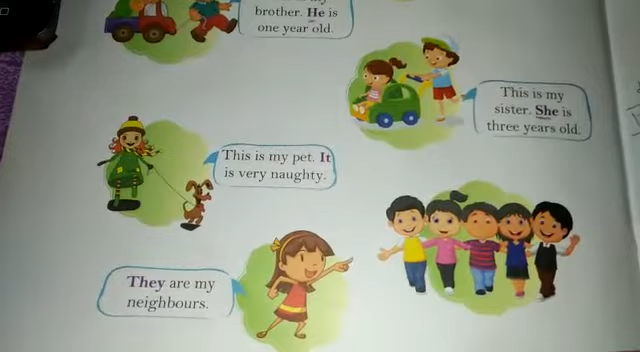 brother. He is
one year old.
This is my
sister. She is
three years old.
This is my pet. It
is very naughty.
They are my
neighbours.